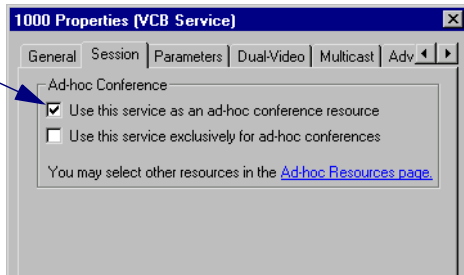 1000 Properties (VCB Service)
General Session Parameters Dual-Video Multicast Adv
Ad-hoc Conference
Use this service as an ad-hoc conference resource
Use this service exclusively for ad-hoc conferences
You may select other resources in the Ad-hoc Resources page.